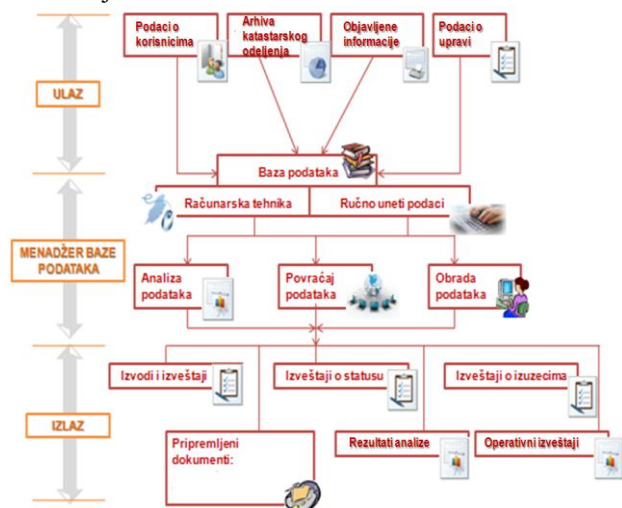 Podaci o
korisnicima
Arhiva
katastarskog
odeljenja
Objavljene
informacije
Podaci o
upravi
ULAZ
Baza podataka
Računarska tehnika
Ručno uneti podaci
MENADŽER BAZE
PODATAKA
Analiza
podataka
Povraćaj
podataka
Obrada
podataka
Izvodi i izveštaji
Izveštaji o statusu
Izveštaji o izuzecima
IZLAZ
Pripremljeni
dokumenti:
Rezultati analize
Operativni izveštaji